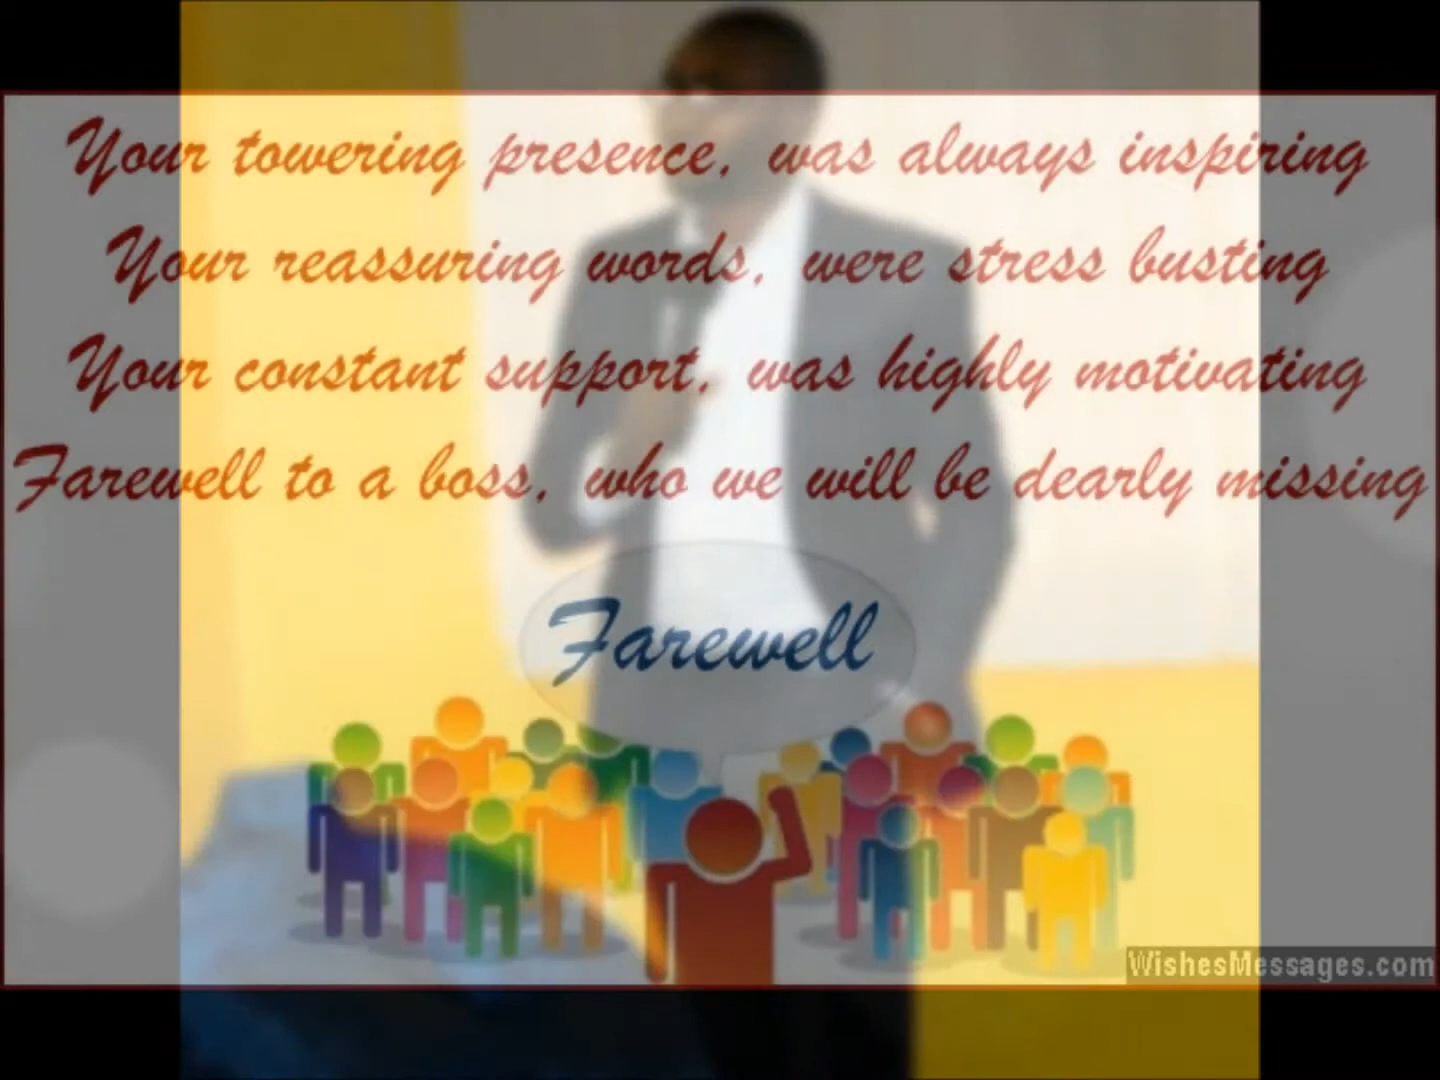 Your towering presence, was always inspiring
Your reassuring words, were stress busting
Your constant support, was highly motivating
Farewell to a boss, who we will be dearly missing
Farewell
WishesMessages.com